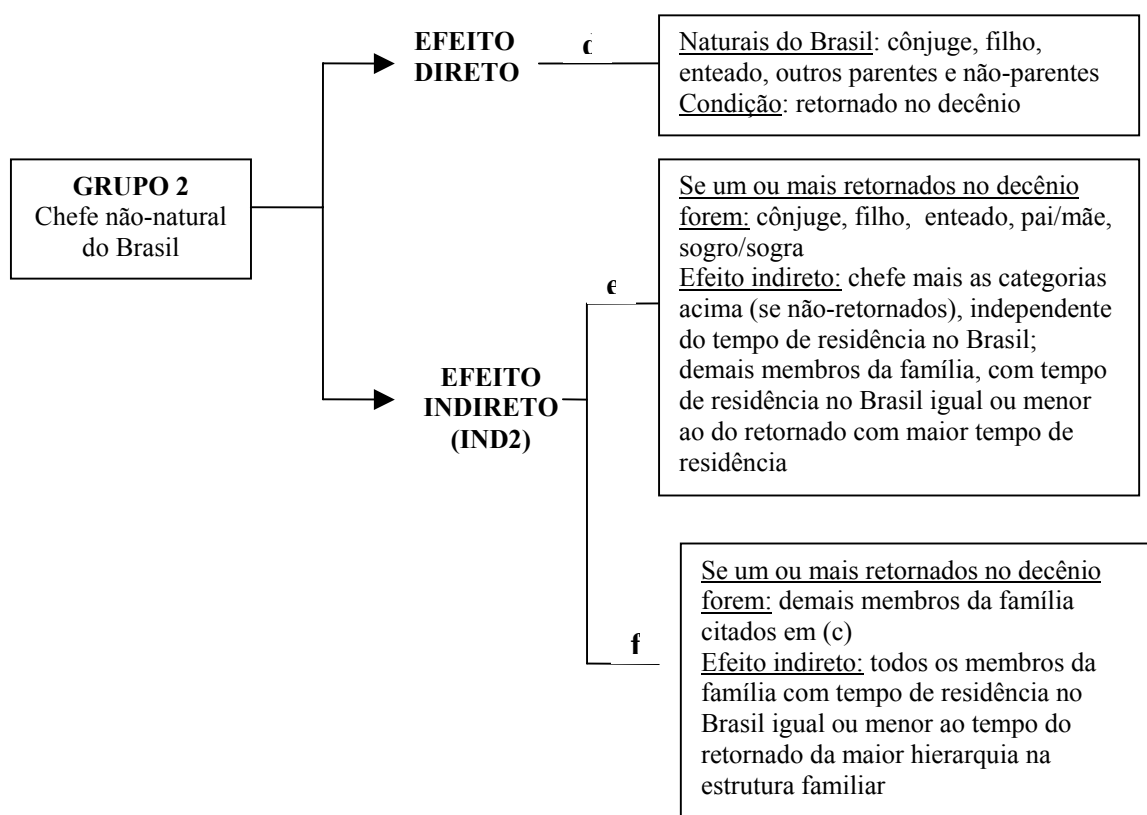 GRUPO 2
Chefe não-natural
do Brasil
EFEITO
DIRETO
d
Naturais do Brasil: cônjuge, filho,
enteado, outros parentes e não-parentes
Condição: retornado no decênio
EFEITO
INDIRETO
(IND2)
e
Se um ou mais retornados no decênio
forem: cônjuge, filho, enteado, pai/mãe,
sogro/sogra
Efeito indireto: chefe mais as categorias
acima (se não-retornados), independente
do tempo de residência no Brasil;
demais membros da família, com tempo
de residência no Brasil igual ou menor
ao do retornado com maior tempo de
residência
f
Se um ou mais retornados no decênio
forem: demais membros da família
citados em (c)
Efeito indireto: todos os membros da
família com tempo de residência no
Brasil igual ou menor ao tempo do
retornado da maior hierarquia na
estrutura familiar